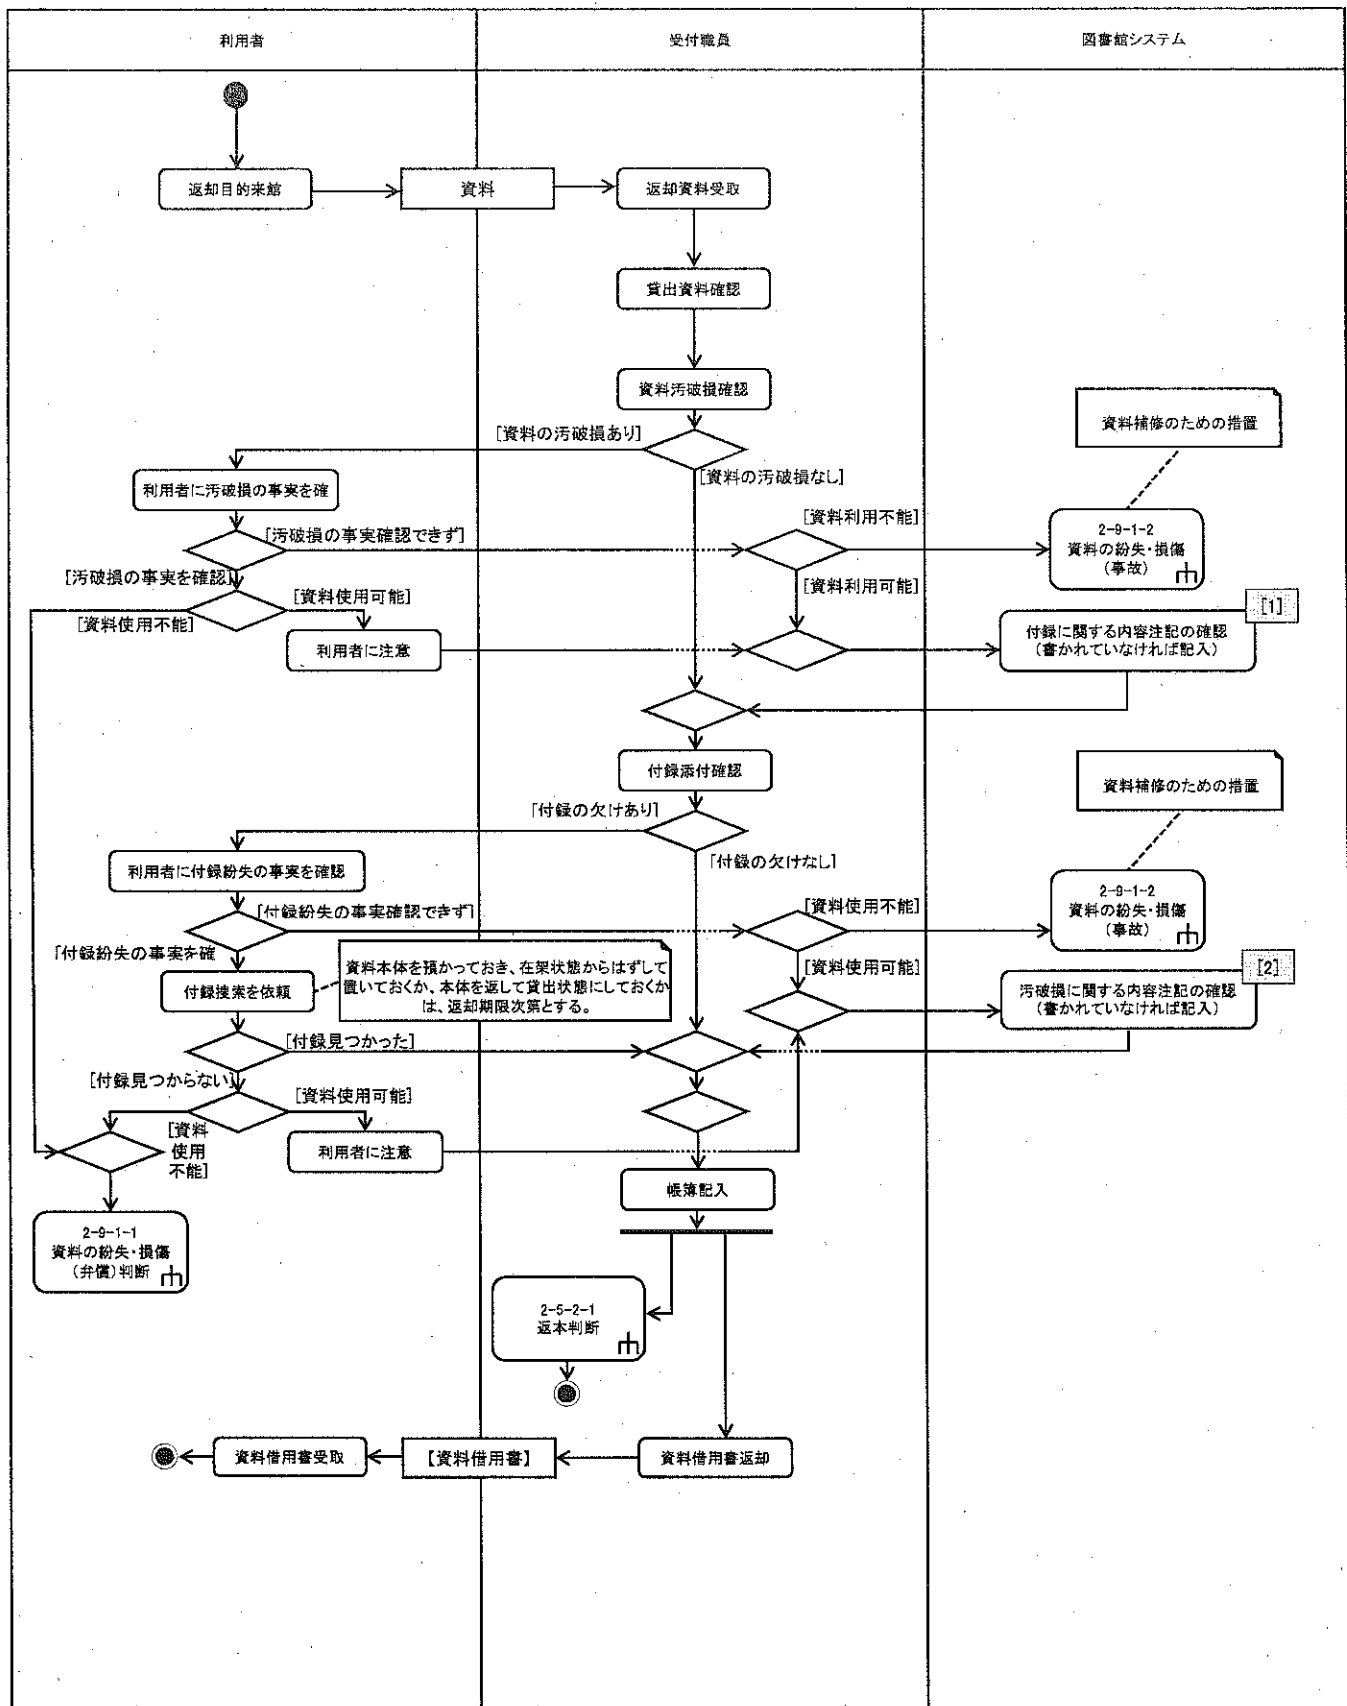 利用者
受付職員
図書館システム
返却目的来館
資料
返却資料受取
貸出資料確認
資料汚破損確認
資料補修のための措置
[資料の汚破損あり]
[資料の汚破損なし]
利用者に汚破損の事実を確
[資料利用不能]
2-9-1-2
資料の紛失・損傷
(事故)
[汚破損の事実確認できず]
[汚破損の事実を確認]
[資料使用可能]
[資料利用可能]
[資料使用不能]
[1]
利用者に注意
付録に関する内容注記の確認
(書かれていなければ記入)
付録添付確認
資料補修のための措置
[付録の欠けあり]
[付録の欠けなし]
利用者に付録紛失の事実を確認
2-9-1-2
資料の紛失・損傷
(事故)
[付録紛失の事実確認できず]
[資料使用不能]
[付録紛失の事実を確
資料本体を預かっておき、在架状態からはずして
置いておくか、本体を返して貸出状態にしておくか
は、返却期限次第とする。
[資料使用可能]
[2]
付録捜索を依頼
汚破損に関する内容注記の確認
(書かれていなければ記入)
[付録見つかった]
[付録見つからない]
[資料使用可能]
[資料
使用
不能]
利用者に注意
帳簿記入
2-9-1-1
資料の紛失・損傷
(弁償)判断
2-5-2-1
返本判断
資料借用書受取
【資料借用書】
資料借用書返却